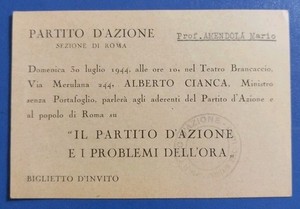 PARTITO D'AZIONE
SEZIONE DI ROMA
Prof. AMENDOLA Mario
Domenica 30 luglio 1944, alle ore 10, nel Teatro Brancaccio,
Via Merulana 244, ALBERTO CIANCA, Ministro
senza Portafoglio, parlerà agli aderenti del Partito d'Azione e
al popolo di Roma su
"IL PARTITO D'AZIONE
E I PROBLEMI DELL'ORA"
BIGLIETTO D'INVITO